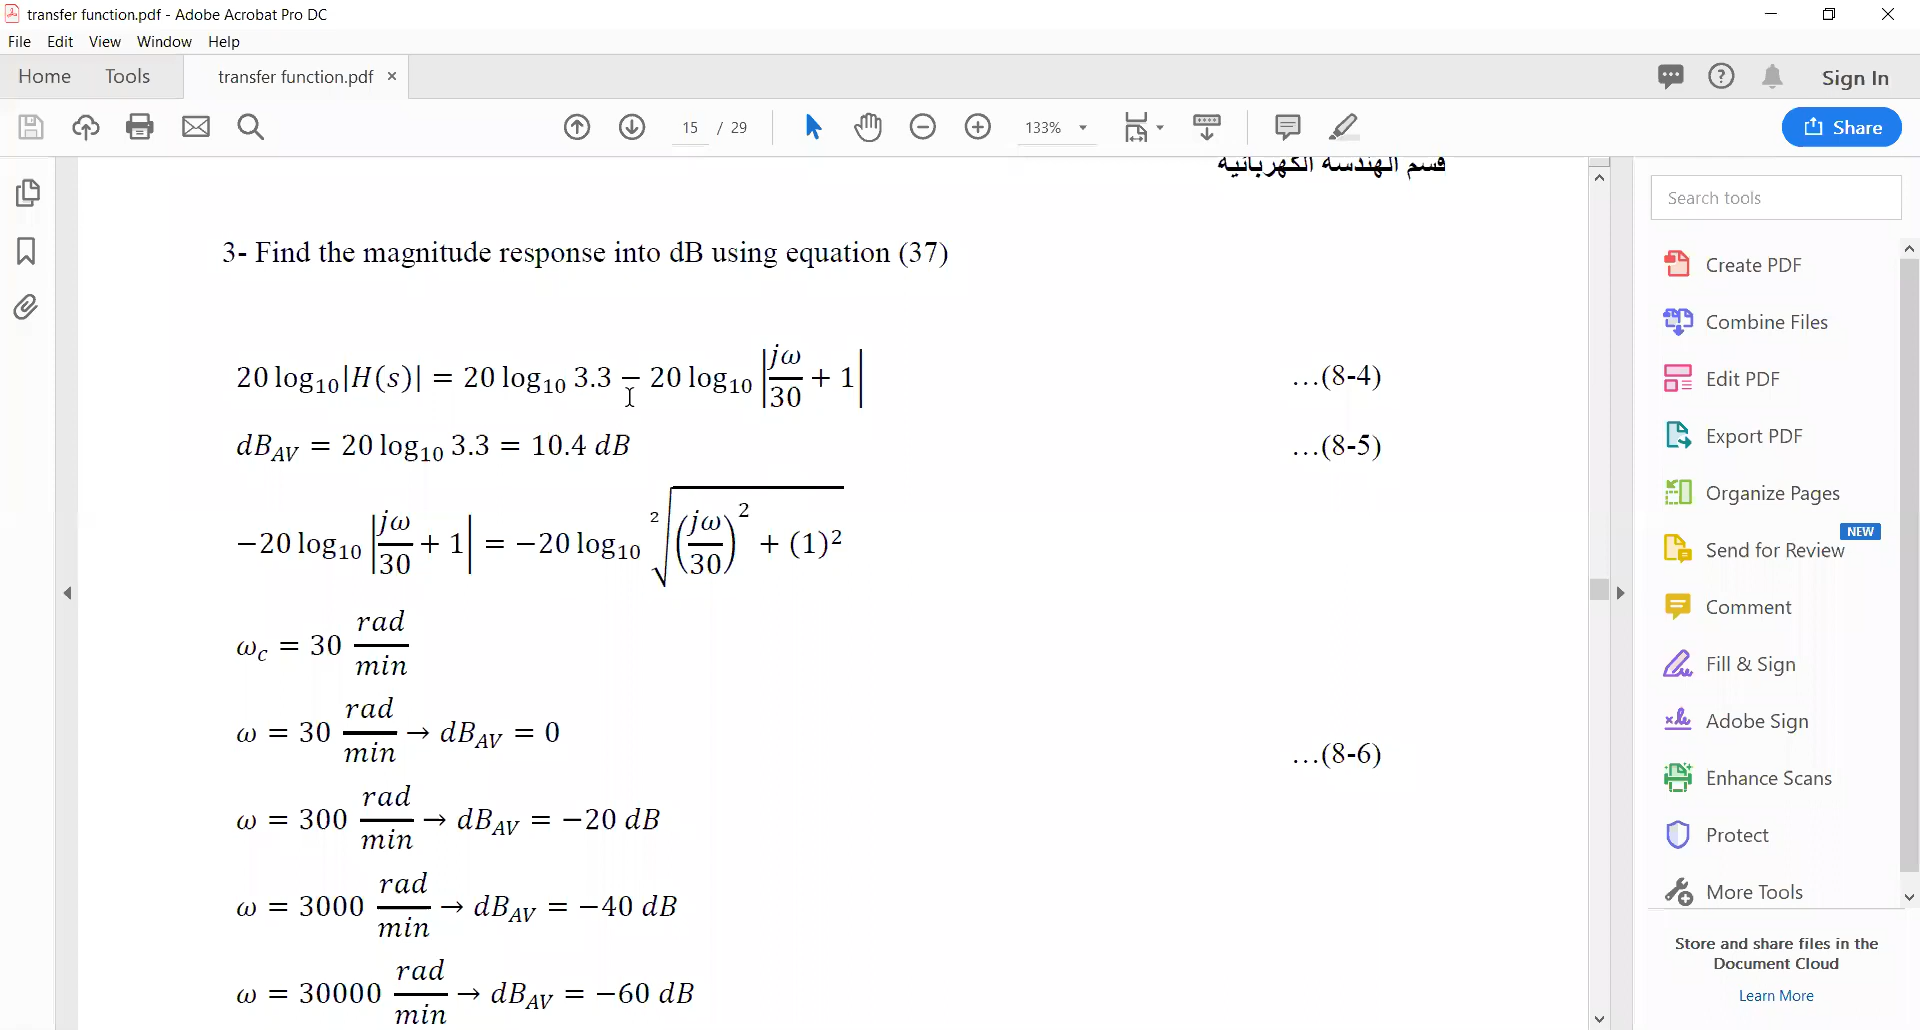 transfer function.pdf - Adobe Acrobat Pro DC
File Edit View Window Help
Home Tools transfer function.pdf × Sign In
15 / 29 133% Share
قسم الهندسة الكهربائية
3- Find the magnitude response into dB using equation (37)
20 log₁₀|H(s)| = 20 log₁₀ 3.3 − 20 log₁₀ |jω/30 + 1| …(8-4)
dB_AV = 20 log₁₀ 3.3 = 10.4 dB …(8-5)
−20 log₁₀ |jω/30 + 1| = −20 log₁₀ ²√((jω/30)² + (1)²)
ω_c = 30 rad/min
ω = 30 rad/min → dB_AV = 0
…(8-6)
ω = 300 rad/min → dB_AV = −20 dB
ω = 3000 rad/min → dB_AV = −40 dB
ω = 30000 rad/min → dB_AV = −60 dB
Search tools
Create PDF
Combine Files
Edit PDF
Export PDF
Organize Pages
NEW
Send for Review
Comment
Fill & Sign
Adobe Sign
Enhance Scans
Protect
More Tools
Store and share files in the
Document Cloud
Learn More